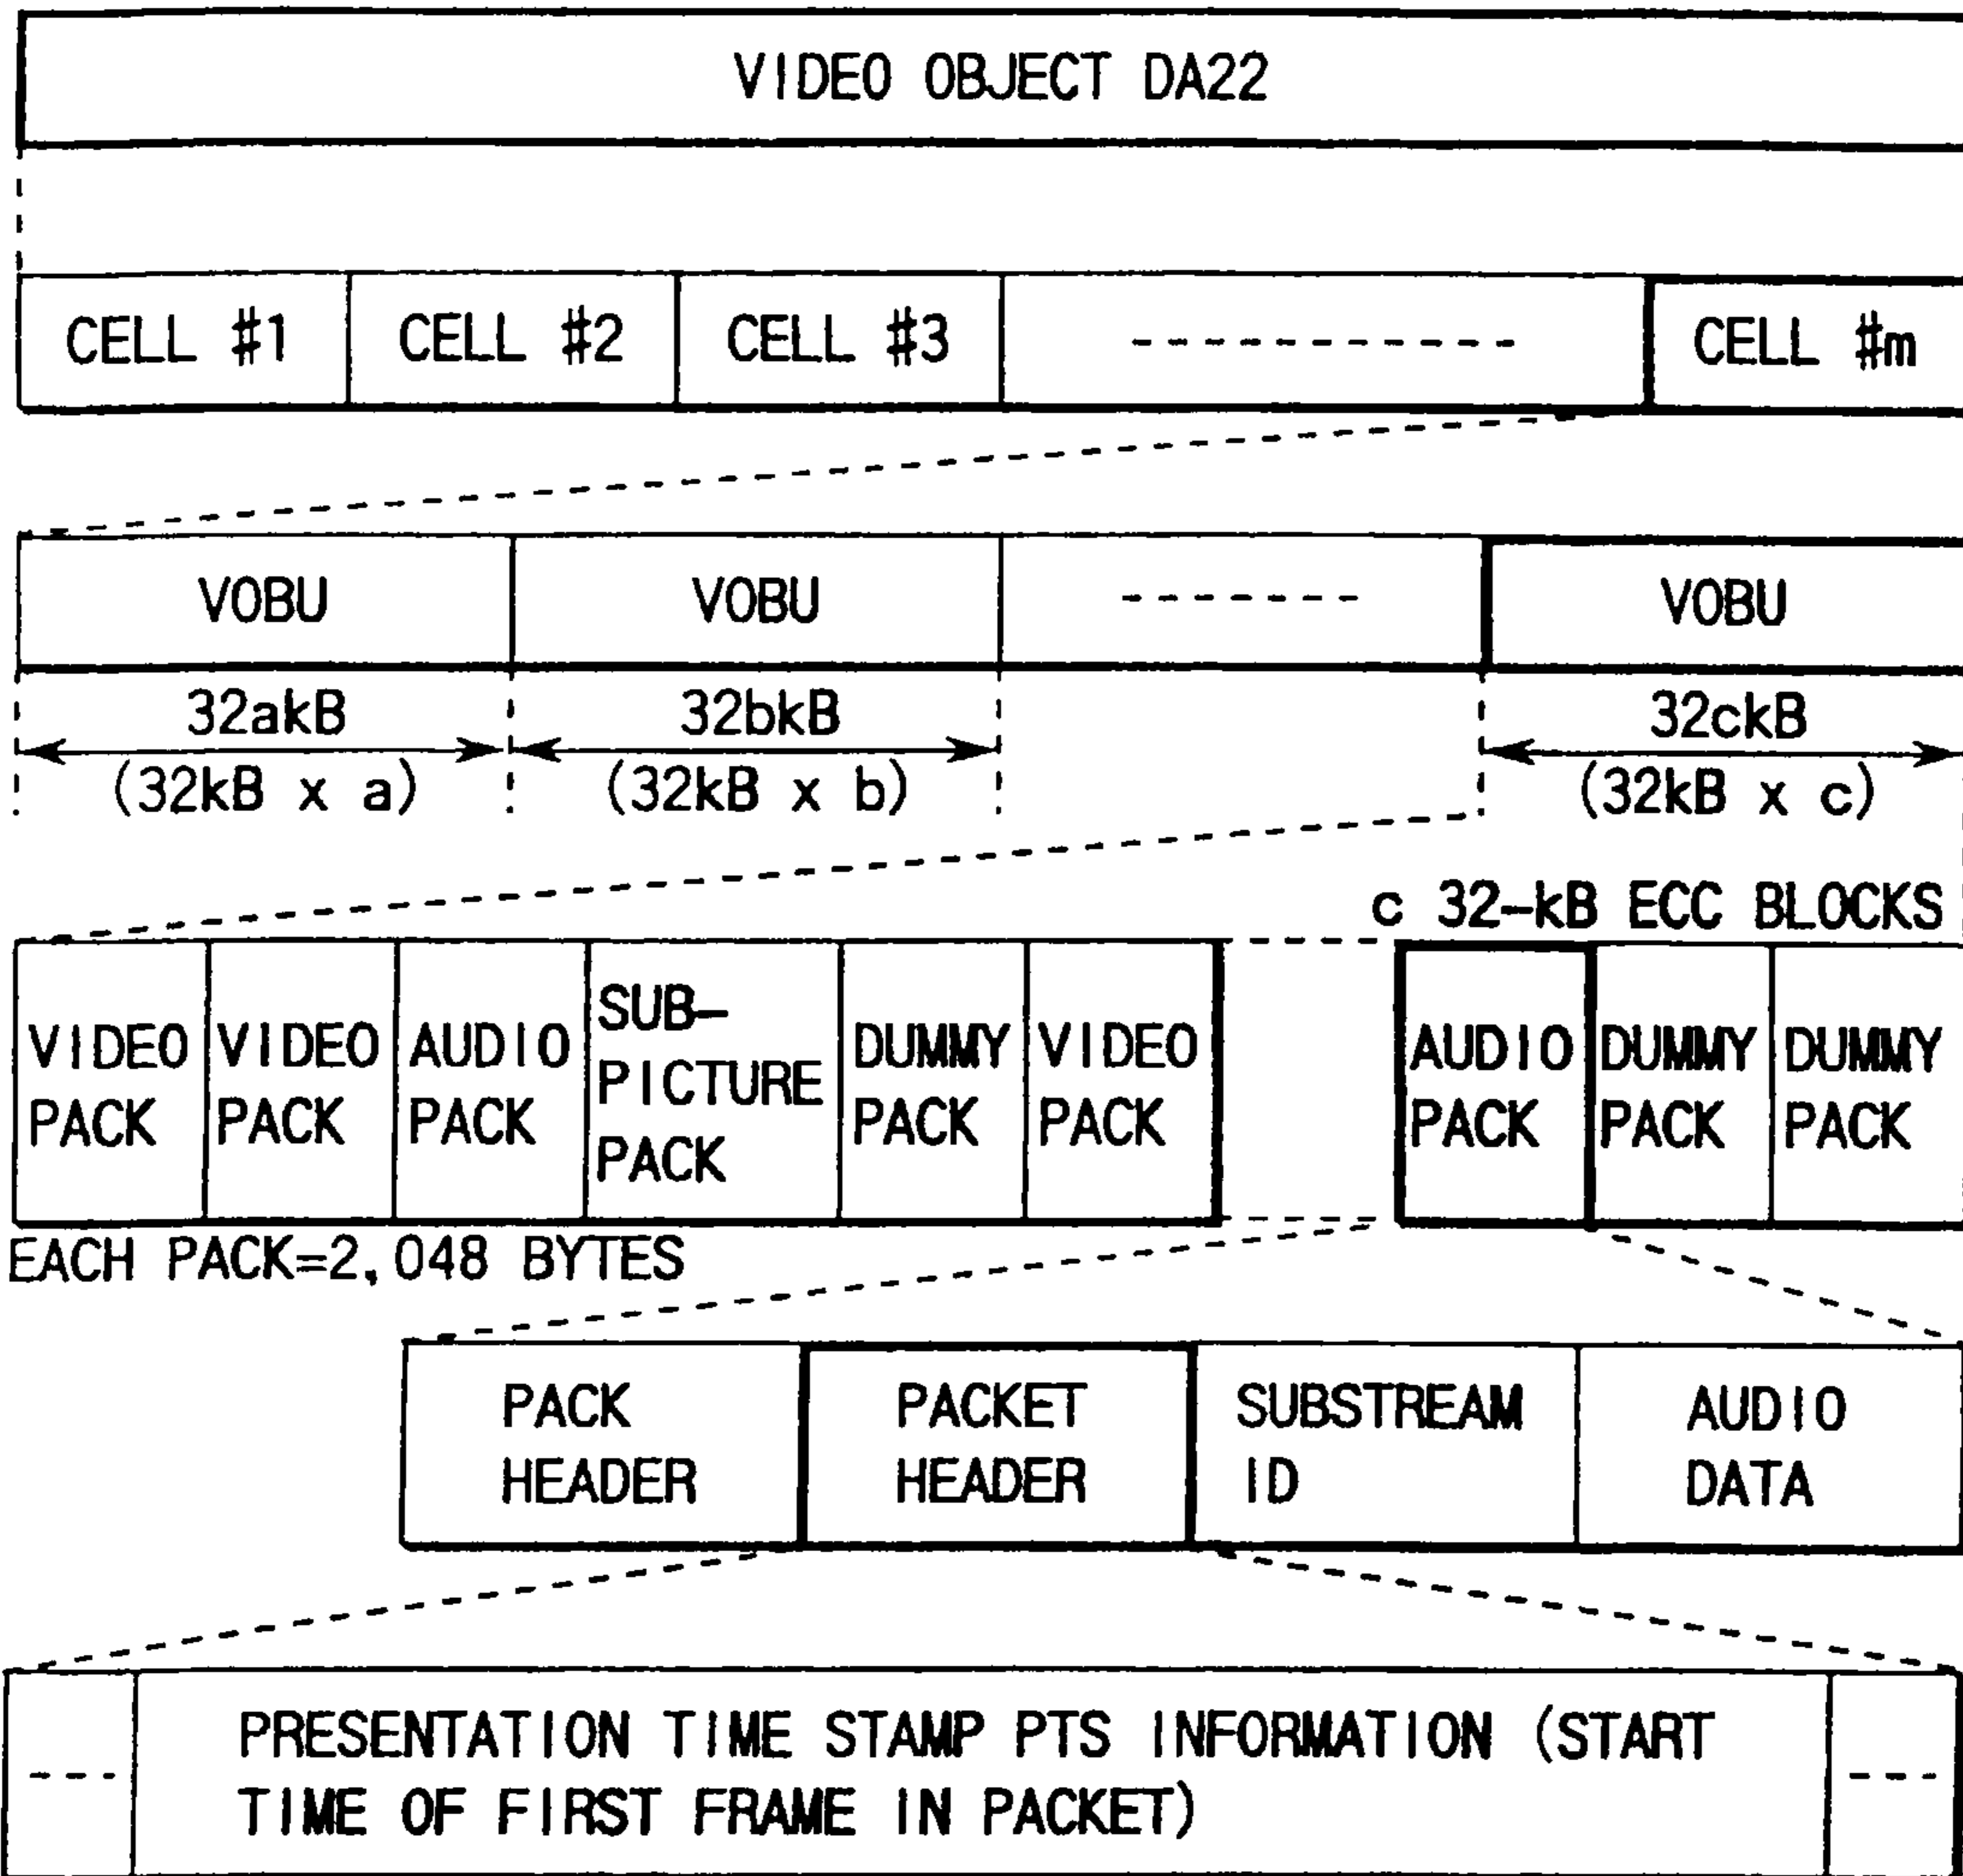 VIDEO OBJECT DA22
CELL #1
CELL #2
CELL #3
CELL #m
VOBU
VOBU
VOBU
32akB
(32kB x a)
32bkB
(32kB x b)
32ckB
(32kB x c)
c 32-kB ECC BLOCKS
VIDEO
PACK
VIDEO
PACK
AUDIO
PACK
SUB-
PICTURE
PACK
DUMMY
PACK
VIDEO
PACK
AUDIO
PACK
DUMMY
PACK
DUMMY
PACK
EACH PACK=2,048 BYTES
PACK
HEADER
PACKET
HEADER
SUBSTREAM
ID
AUDIO
DATA
PRESENTATION TIME STAMP PTS INFORMATION (START
TIME OF FIRST FRAME IN PACKET)